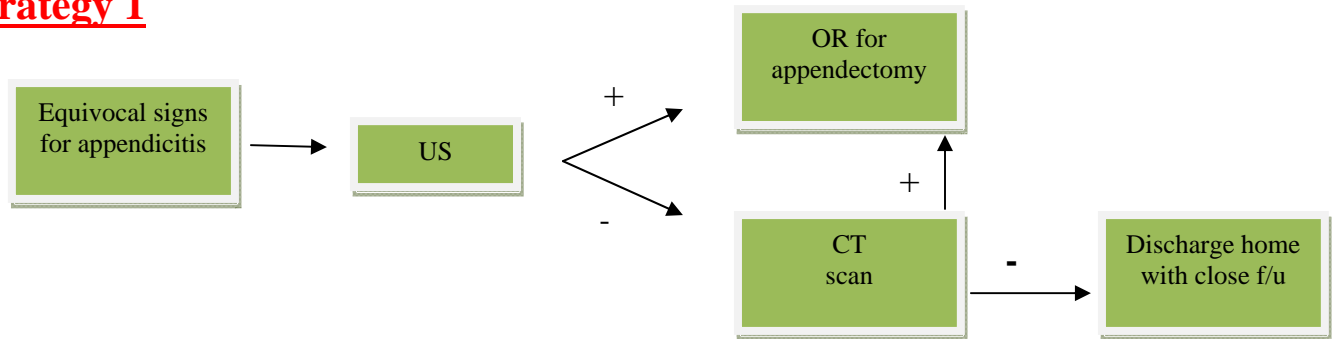 rategy 1
Equivocal signs
for appendicitis
US
+
-
OR for
appendectomy
+
CT
scan
-
Discharge home
with close f/u